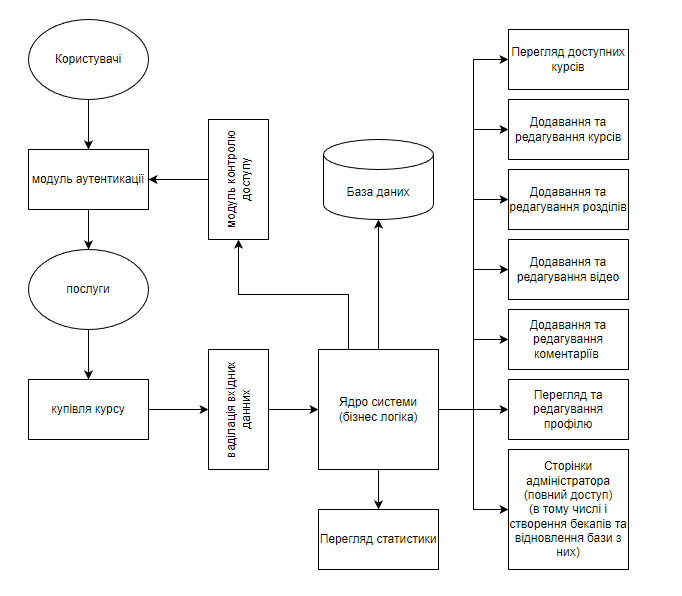 Користувачі
модуль аутентикації
послуги
купівля курсу
модуль контролю
доступу
ваділація вхідних
данних
База даних
Ядро системи
(бізнес логіка)
Перегляд статистики
Перегляд доступних
курсів
Додавання та
редагування курсів
Додавання та
редагування розділів
Додавання та
редагування відео
Додавання та
редагування
коментаріїв
Перегляд та
редагування
профілю
Сторінки
адміністратора
(повний доступ)
(в тому числі і
створення бекапів та
відновлення бази з
них)